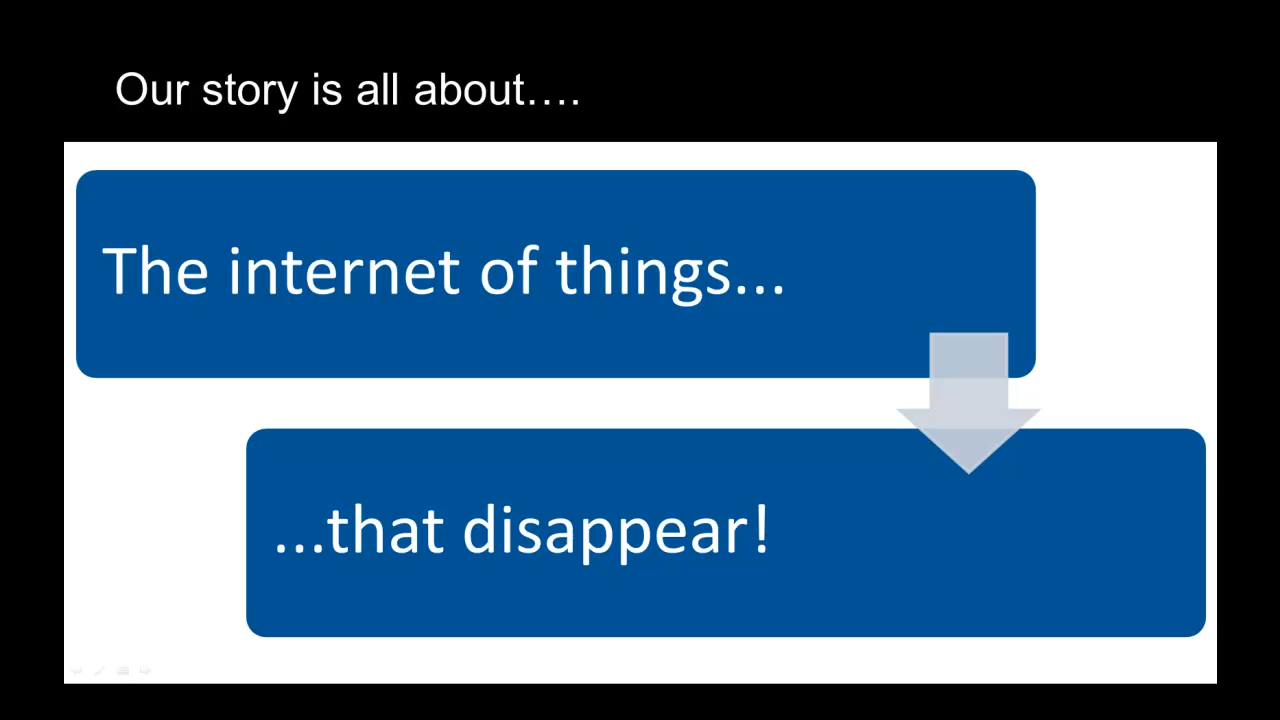 Our story is all about….
The internet of things...
...that disappear!